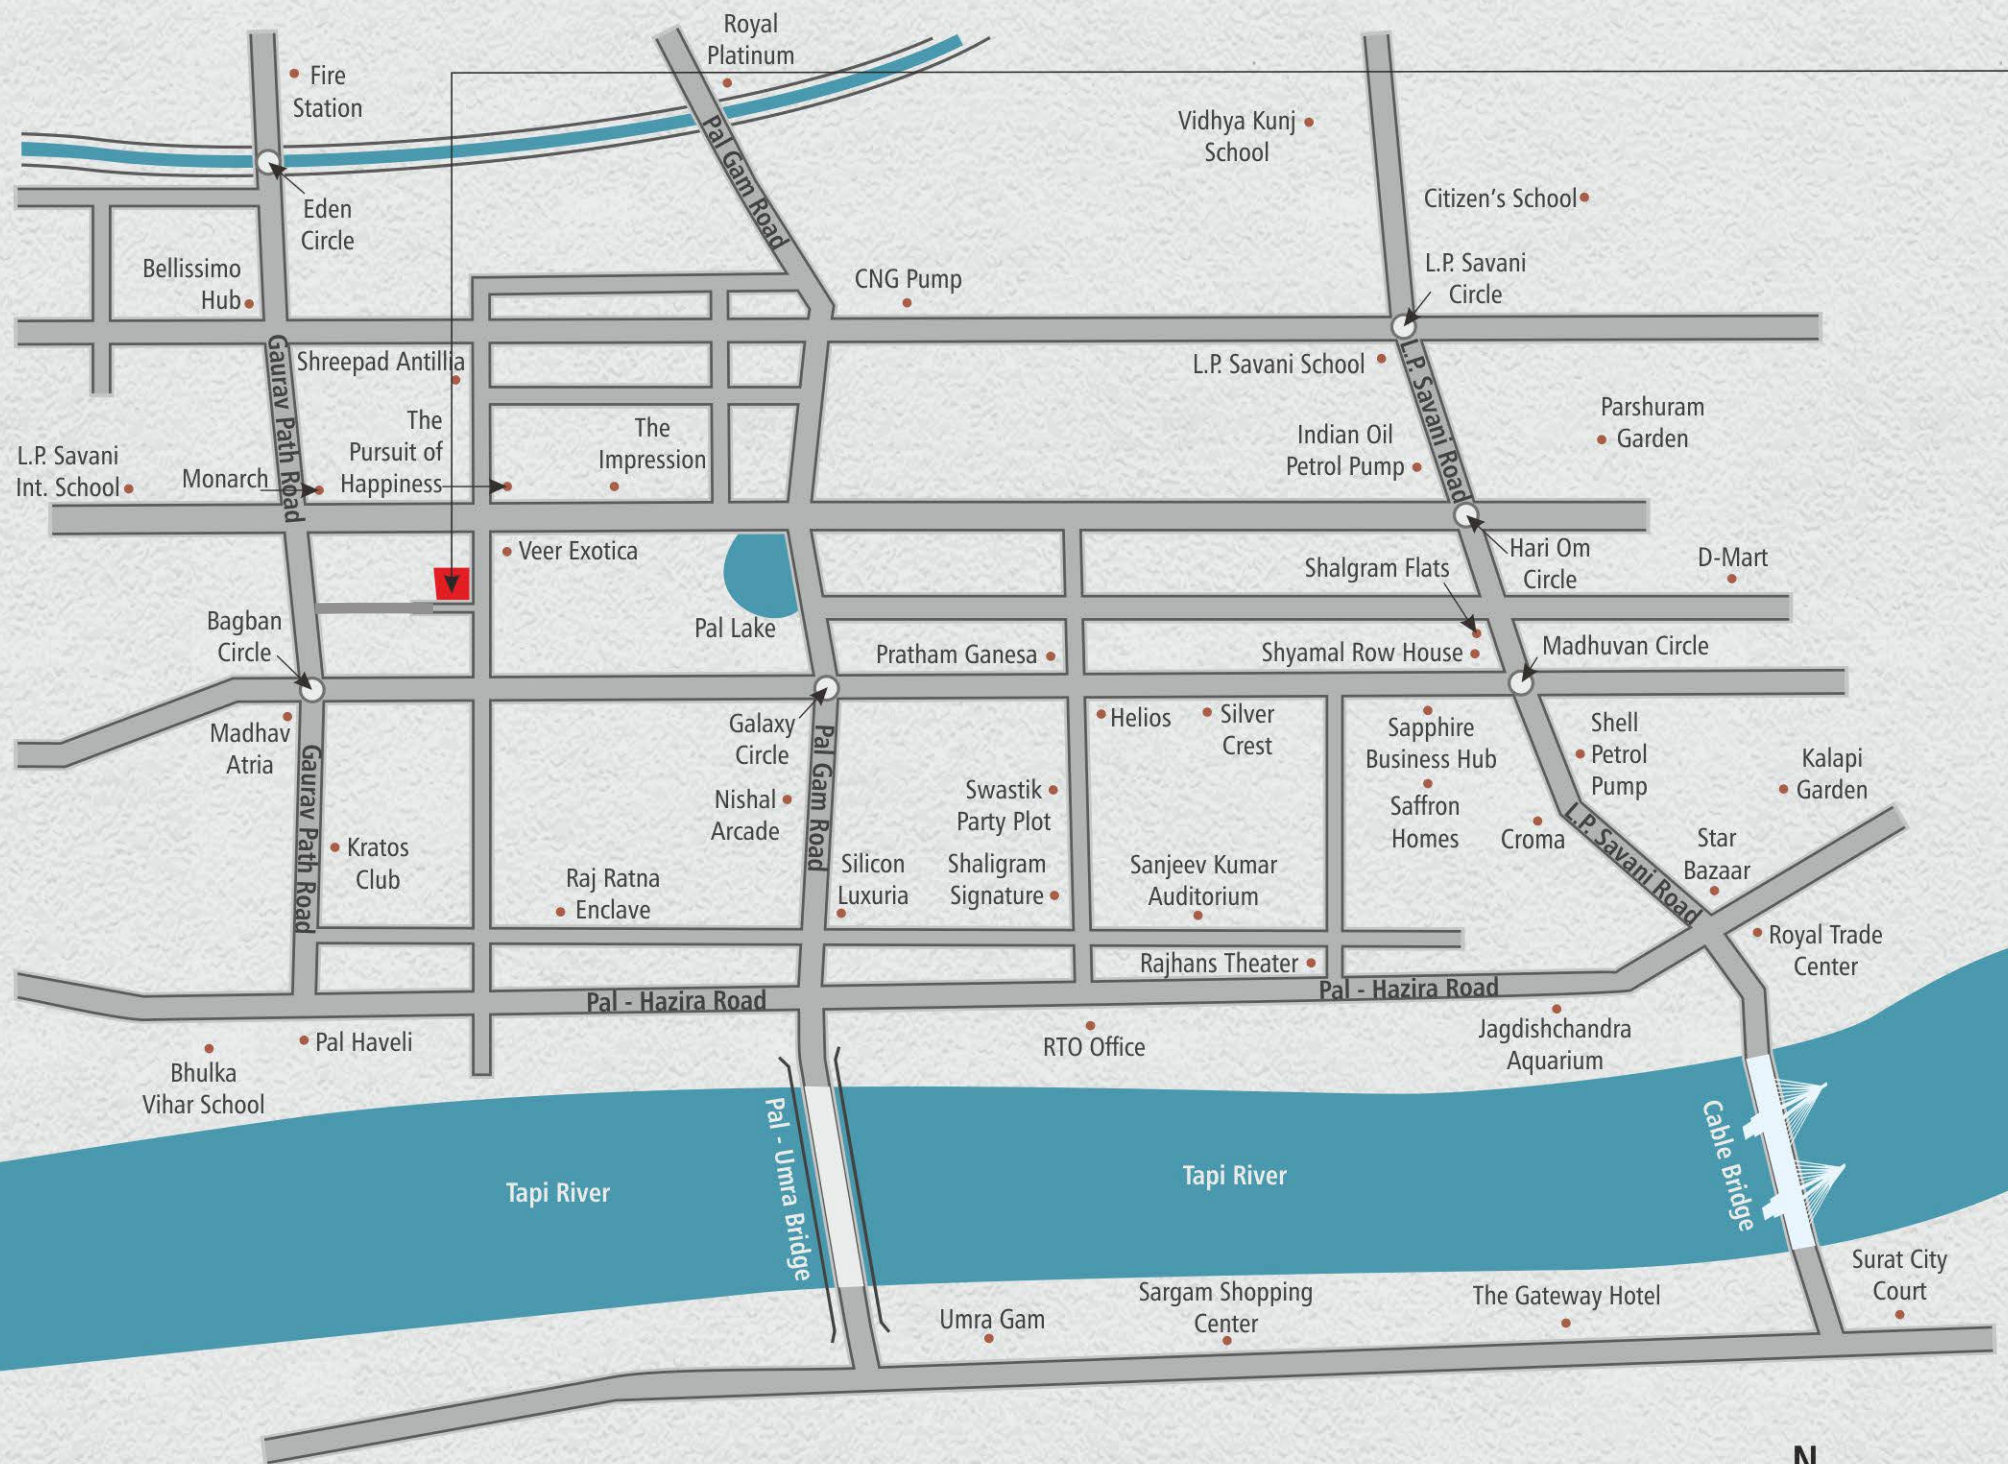 Royal
Platinum
Fire
Station
Vidhya Kunj
School
Pal Gam Road
Citizen's School
Eden
Circle
Bellissimo
Hub
CNG Pump
L.P. Savani
Circle
Shreepad Antillia
L.P. Savani School
Gaurav Path Road
L.P. Savani Road
The
Pursuit of
Happiness
The
Impression
Indian Oil
Petrol Pump
Parshuram
Garden
L.P. Savani
Int. School
Monarch
Veer Exotica
Hari Om
Circle
Shalgram Flats
D-Mart
Bagban
Circle
Pal Lake
Pratham Ganesa
Shyamal Row House
Madhuvan Circle
Madhav
Atria
Galaxy
Circle
Helios
Silver
Crest
Sapphire
Business Hub
Shell
Petrol
Pump
Gaurav Path Road
Pal Gam Road
Nishal
Arcade
Swastik
Party Plot
Saffron
Homes
Croma
Kalapi
Garden
L.P. Savani Road
Star
Bazaar
Kratos
Club
Raj Ratna
Enclave
Silicon
Luxuria
Shaligram
Signature
Sanjeev Kumar
Auditorium
Rajhans Theater
Royal Trade
Center
Pal - Hazira Road
Pal - Hazira Road
Pal Haveli
Bhulka
Vihar School
RTO Office
Jagdishchandra
Aquarium
Pal - Umra Bridge
Cable Bridge
Tapi River
Tapi River
Umra Gam
Sargam Shopping
Center
The Gateway Hotel
Surat City
Court
N